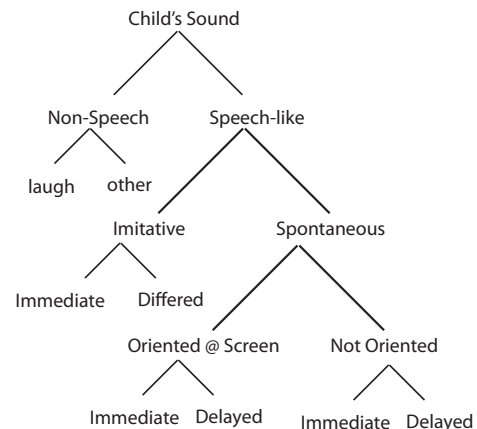 Child's Sound
Non-Speech Speech-like
laugh other
Imitative Spontaneous
Immediate Differed
Oriented @ Screen Not Oriented
Immediate Delayed Immediate Delayed